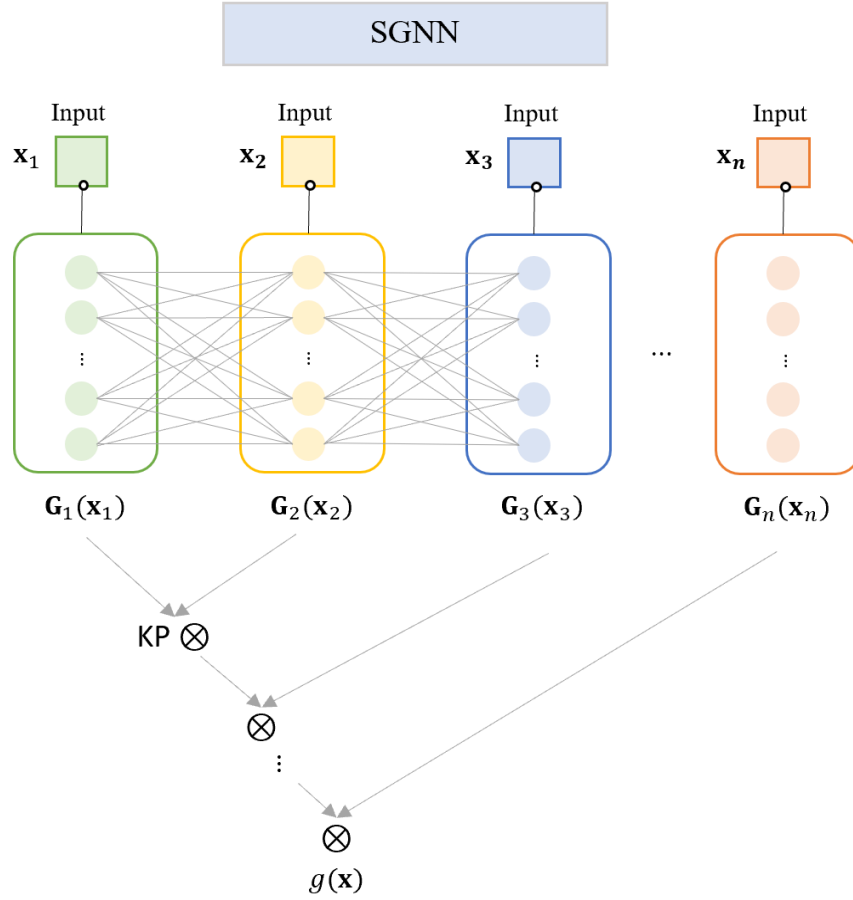 SGNN
Input Input Input Input
𝐱₁ 𝐱₂ 𝐱₃ 𝐱ₙ
⋮ ⋮ ⋮ ... ⋮
𝐆₁(𝐱₁) 𝐆₂(𝐱₂) 𝐆₃(𝐱₃) 𝐆ₙ(𝐱ₙ)
KP ⊗
⊗
⋮
⊗
g(𝐱)